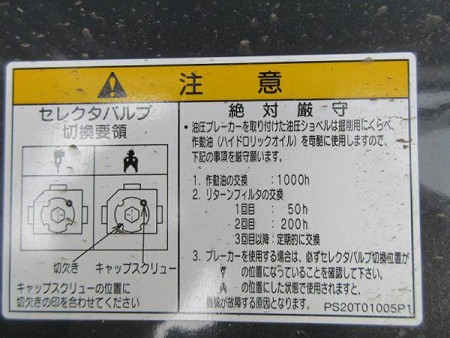 注意
セレクタバルブ
切換要領
切欠き キャップスクリュー
キャップスクリューの位置に
切欠きの印を合わせてください
絶対厳守
・油圧ブレーカーを取り付けた油圧ショベルは掘削用にくらべ、
作動油(ハイドロリックオイル)を苛酷に使用しますので、
下記の事項を厳守願います。
1. 作動油の交換 : 1000h
2. リターンフィルタの交換
1回目 : 50h
2回目 : 200h
3回目以降 : 定期的に交換
3. ブレーカーを使用する場合は、必ずセレクタバルブ切換位置が
の位置になっていることを確認して下さい。
の位置にした状態で使用されますと、
機械が故障する原因となります。 PS20T01005P1